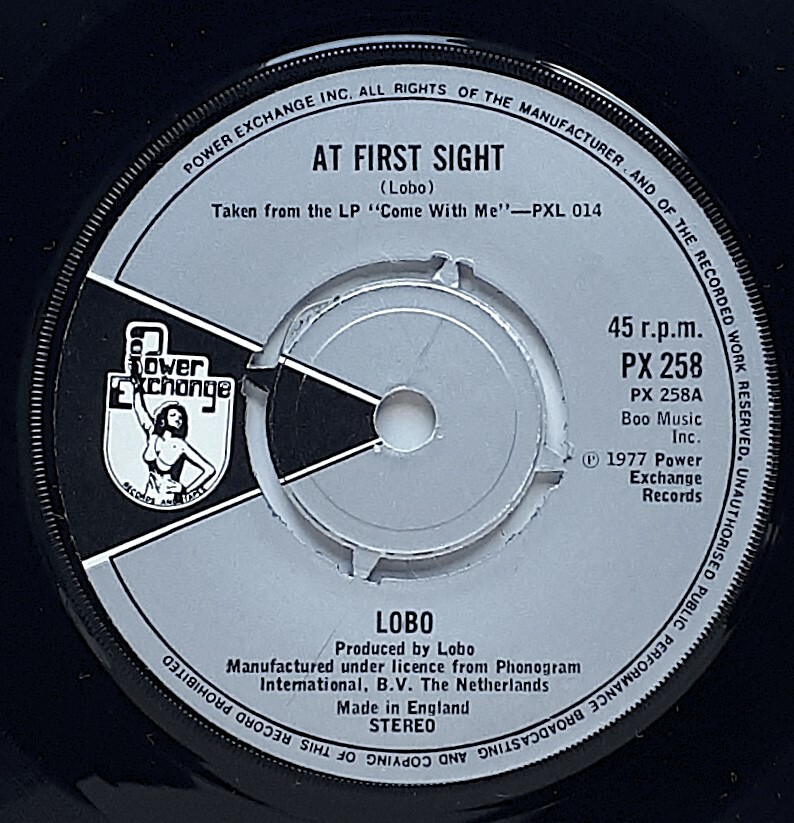 POWER EXCHANGE INC. ALL RIGHTS OF THE MANUFACTURER AND OF THE RECORDED WORK RESERVED. UNAUTHORISED PUBLIC PERFORMANCE BROADCASTING AND COPYING OF THIS RECORD PROHIBITED
AT FIRST SIGHT
(Lobo)
Taken from the LP “Come With Me”—PXL 014
45 r.p.m.
PX 258
PX 258A
Boo Music
Inc.
℗ 1977 Power
Exchange
Records
Power
Exchange
RECORDS AND TAPES
LOBO
Produced by Lobo
Manufactured under licence from Phonogram
International, B.V. The Netherlands
Made in England
STEREO